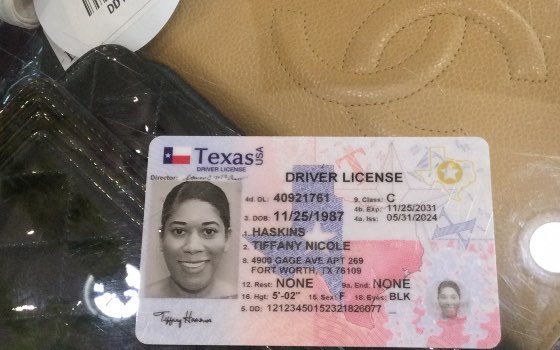 DD
Texas USA
DRIVER LICENSE
Director:
DRIVER LICENSE
4d. DL: 40921761 9. Class: C
4b. Exp: 11/25/2031
3. DOB: 11/25/1987 4a. Iss: 05/31/2024
1. HASKINS
2. TIFFANY NICOLE
8. 4900 GAGE AVE APT 269
FORT WORTH, TX 76109
12. Rest: NONE 9a. End: NONE
16. Hgt: 5'-02" 15. Sex: F 18. Eyes: BLK
5. DD: 12123450152321826077
Tiffany Haskins